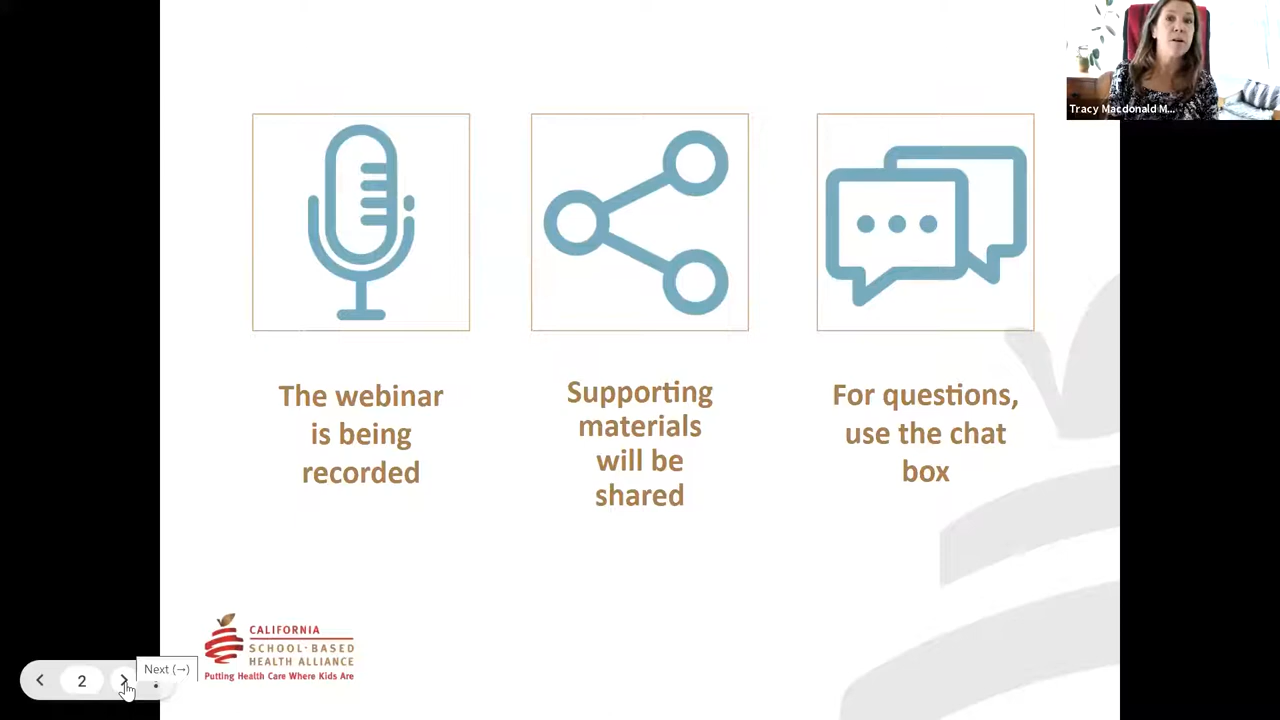 Tracy Macdonald M...
The webinar
is being
recorded
Supporting
materials
will be
shared
For questions,
use the chat
box
CALIFORNIA
SCHOOL·BASED
HEALTH ALLIANCE
Putting Health Care Where Kids Are
2
Next (→)